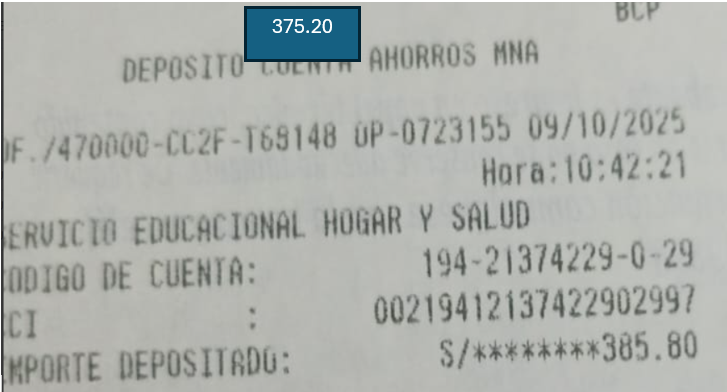 BCP
375.20
DEPOSITO CUENTA AHORROS MNA
OF./470000-CC2F-T68148 OP-0723155 09/10/2025
Hora:10:42:21
SERVICIO EDUCACIONAL HOGAR Y SALUD
CODIGO DE CUENTA: 194-21374229-0-29
CCI : 00219412137422902997
IMPORTE DEPOSITADO: S/********385.80